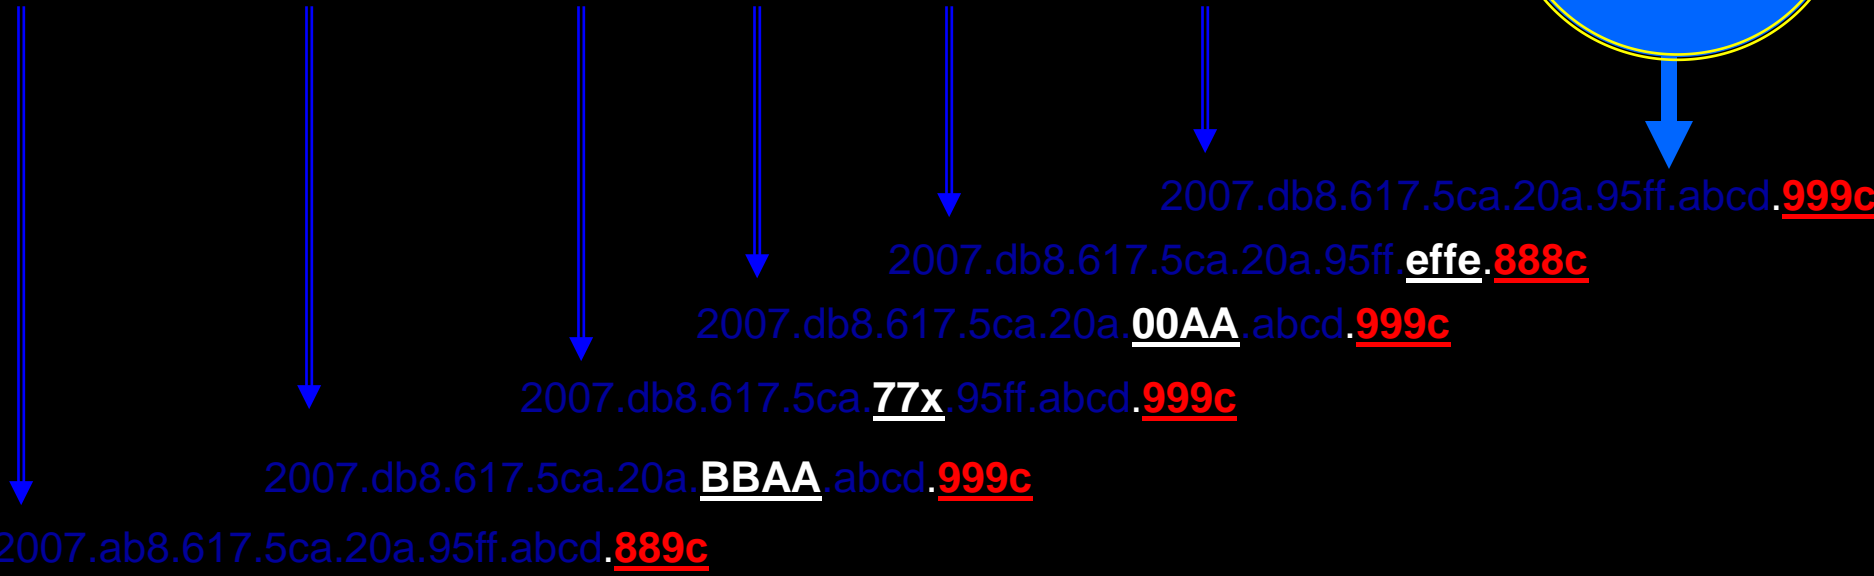 2007.db8.617.5ca.20a.95ff.abcd.999c
2007.db8.617.5ca.20a.95ff.effe.888c
2007.db8.617.5ca.20a.00AA.abcd.999c
2007.db8.617.5ca.77x.95ff.abcd.999c
2007.db8.617.5ca.20a.BBAA.abcd.999c
2007.ab8.617.5ca.20a.95ff.abcd.889c